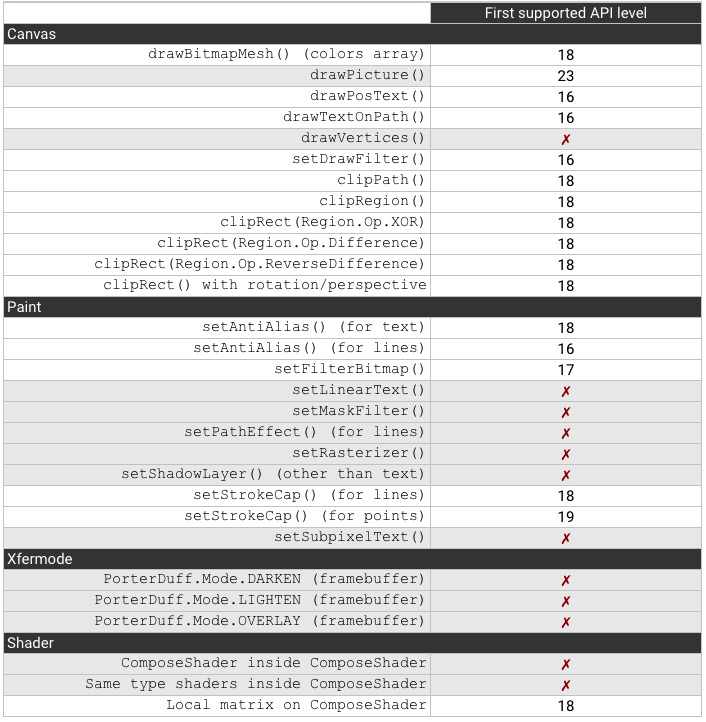 First supported API level
Canvas
drawBitmapMesh() (colors array) 18
drawPicture() 23
drawPosText() 16
drawTextOnPath() 16
drawVertices() ✗
setDrawFilter() 16
clipPath() 18
clipRegion() 18
clipRect(Region.Op.XOR) 18
clipRect(Region.Op.Difference) 18
clipRect(Region.Op.ReverseDifference) 18
clipRect() with rotation/perspective 18
Paint
setAntiAlias() (for text) 18
setAntiAlias() (for lines) 16
setFilterBitmap() 17
setLinearText() ✗
setMaskFilter() ✗
setPathEffect() (for lines) ✗
setRasterizer() ✗
setShadowLayer() (other than text) ✗
setStrokeCap() (for lines) 18
setStrokeCap() (for points) 19
setSubpixelText() ✗
Xfermode
PorterDuff.Mode.DARKEN (framebuffer) ✗
PorterDuff.Mode.LIGHTEN (framebuffer) ✗
PorterDuff.Mode.OVERLAY (framebuffer) ✗
Shader
ComposeShader inside ComposeShader ✗
Same type shaders inside ComposeShader ✗
Local matrix on ComposeShader 18